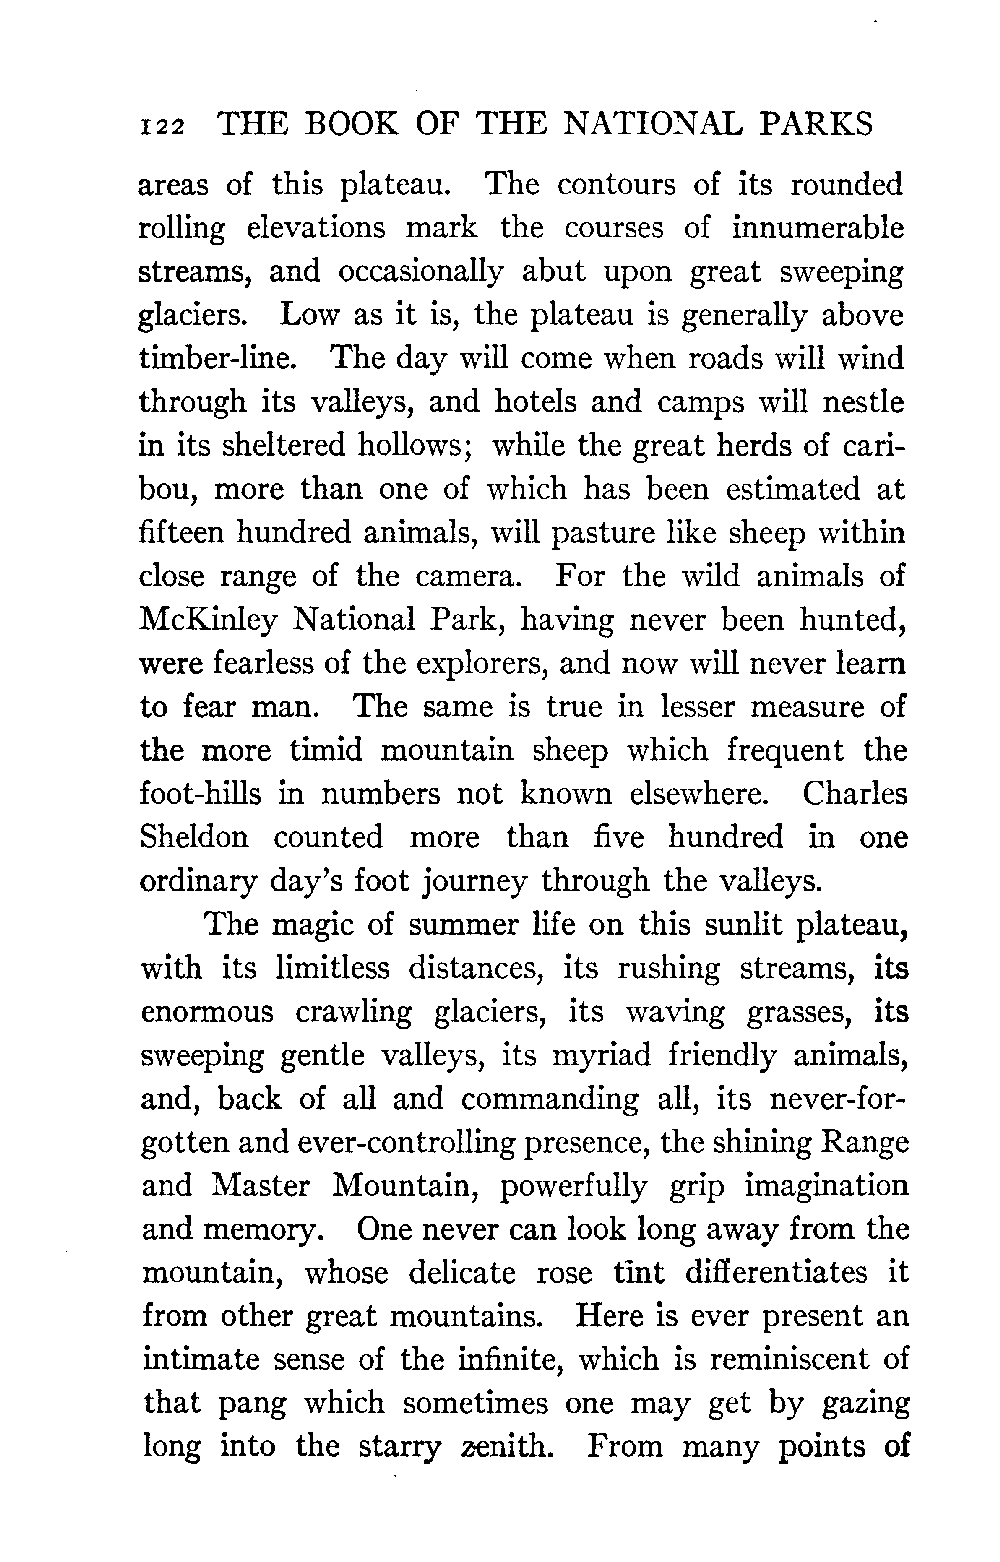 122 THE BOOK OF THE NATIONAL PARKS
areas of this plateau. The contours of its rounded
rolling elevations mark the courses of innumerable
streams, and occasionally abut upon great sweeping
glaciers. Low as it is, the plateau is generally above
timber-line. The day will come when roads will wind
through its valleys, and hotels and camps will nestle
in its sheltered hollows; while the great herds of cari-
bou, more than one of which has been estimated at
fifteen hundred animals, will pasture like sheep within
close range of the camera. For the wild animals of
McKinley National Park, having never been hunted,
were fearless of the explorers, and now will never learn
to fear man. The same is true in lesser measure of
the more timid mountain sheep which frequent the
foot-hills in numbers not known elsewhere. Charles
Sheldon counted more than five hundred in one
ordinary day's foot journey through the valleys.
The magic of summer life on this sunlit plateau,
with its limitless distances, its rushing streams, its
enormous crawling glaciers, its waving grasses, its
sweeping gentle valleys, its myriad friendly animals,
and, back of all and commanding all, its never-for-
gotten and ever-controlling presence, the shining Range
and Master Mountain, powerfully grip imagination
and memory. One never can look long away from the
mountain, whose delicate rose tint differentiates it
from other great mountains. Here is ever present an
intimate sense of the infinite, which is reminiscent of
that pang which sometimes one may get by gazing
long into the starry zenith. From many points of